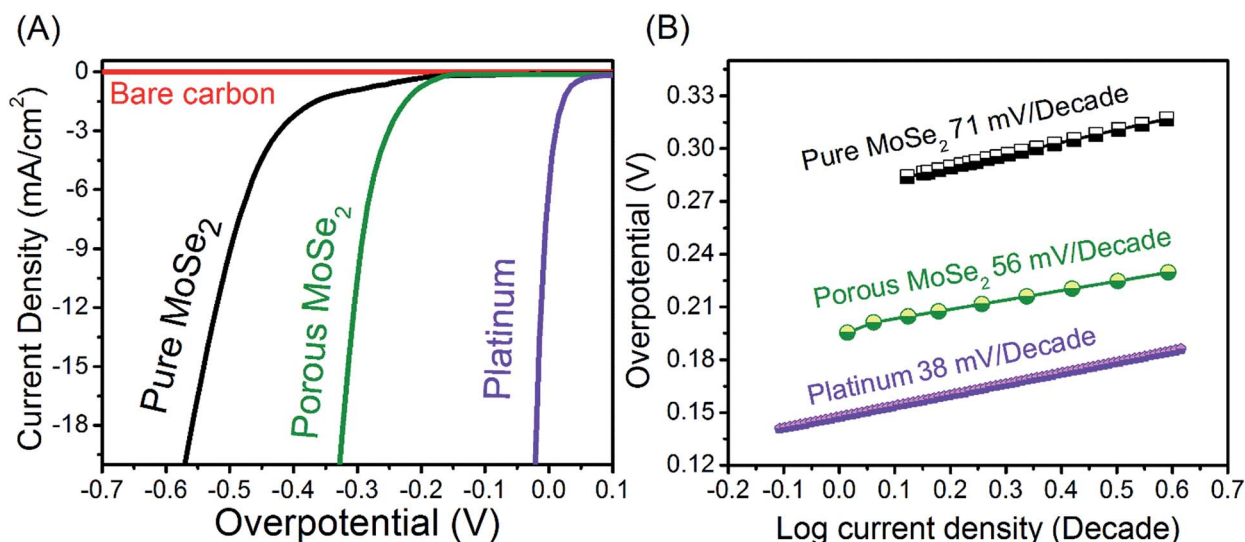 (A)
Current Density (mA/cm²)
0
-3
-6
-9
-12
-15
-18
Bare carbon
Pure MoSe₂
Porous MoSe₂
Platinum
-0.7 -0.6 -0.5 -0.4 -0.3 -0.2 -0.1 0.0 0.1
Overpotential (V)
(B)
Overpotential (V)
0.33
0.30
0.27
0.24
0.21
0.18
0.15
0.12
Pure MoSe₂ 71 mV/Decade
Porous MoSe₂ 56 mV/Decade
Platinum 38 mV/Decade
-0.2 -0.1 0.0 0.1 0.2 0.3 0.4 0.5 0.6 0.7
Log current density (Decade)